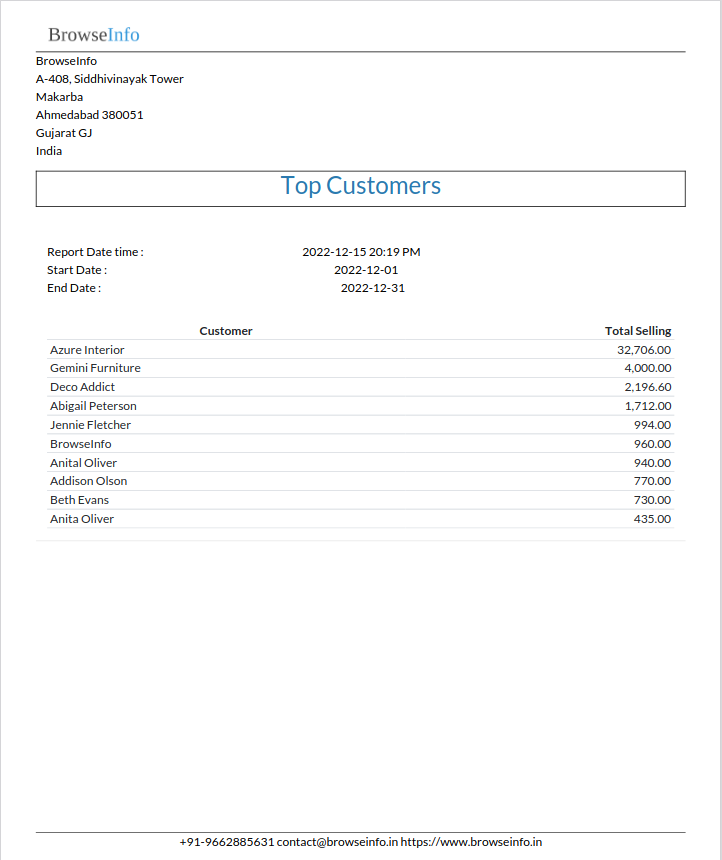 BrowseInfo
BrowseInfo
A-408, Siddhivinayak Tower
Makarba
Ahmedabad 380051
Gujarat GJ
India
Top Customers
Report Date time : 2022-12-15 20:19 PM
Start Date : 2022-12-01
End Date : 2022-12-31
Customer Total Selling
Azure Interior 32,706.00
Gemini Furniture 4,000.00
Deco Addict 2,196.60
Abigail Peterson 1,712.00
Jennie Fletcher 994.00
BrowseInfo 960.00
Anital Oliver 940.00
Addison Olson 770.00
Beth Evans 730.00
Anita Oliver 435.00
+91-9662885631 contact@browseinfo.in https://www.browseinfo.in